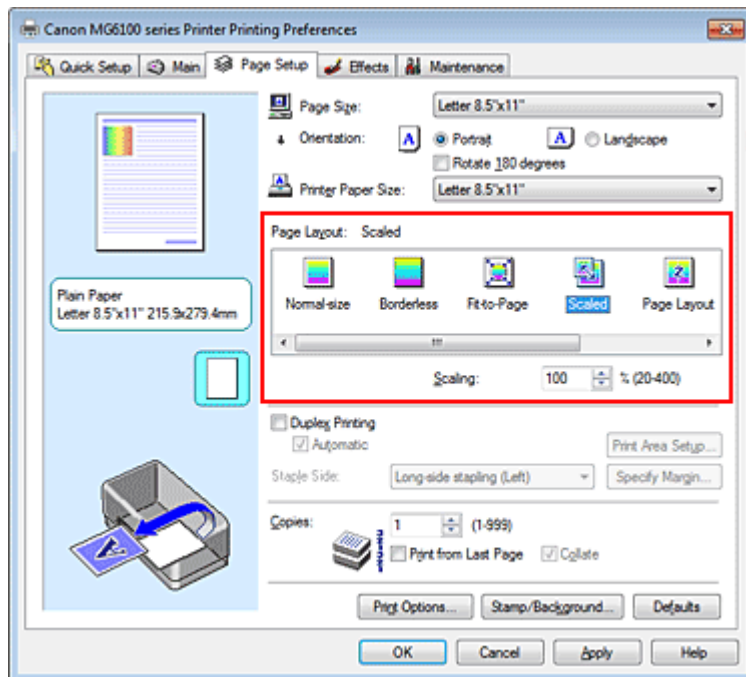 Canon MG6100 series Printer Printing Preferences
Quick Setup Main Page Setup Effects Maintenance
Page Size: Letter 8.5"x11"
Orientation: A Portrait A Landscape
Rotate 180 degrees
Printer Paper Size: Letter 8.5"x11"
Page Layout: Scaled
Normal-size Borderless Fit-to-Page Scaled Page Layout
Plain Paper
Letter 8.5"x11" 215.9x279.4mm
Scaling: 100 % (20-400)
Duplex Printing
Automatic Print Area Setup...
Staple Side: Long-side stapling (Left) Specify Margin...
Copies: 1 (1-999)
Print from Last Page Collate
Print Options... Stamp/Background... Defaults
OK Cancel Apply Help